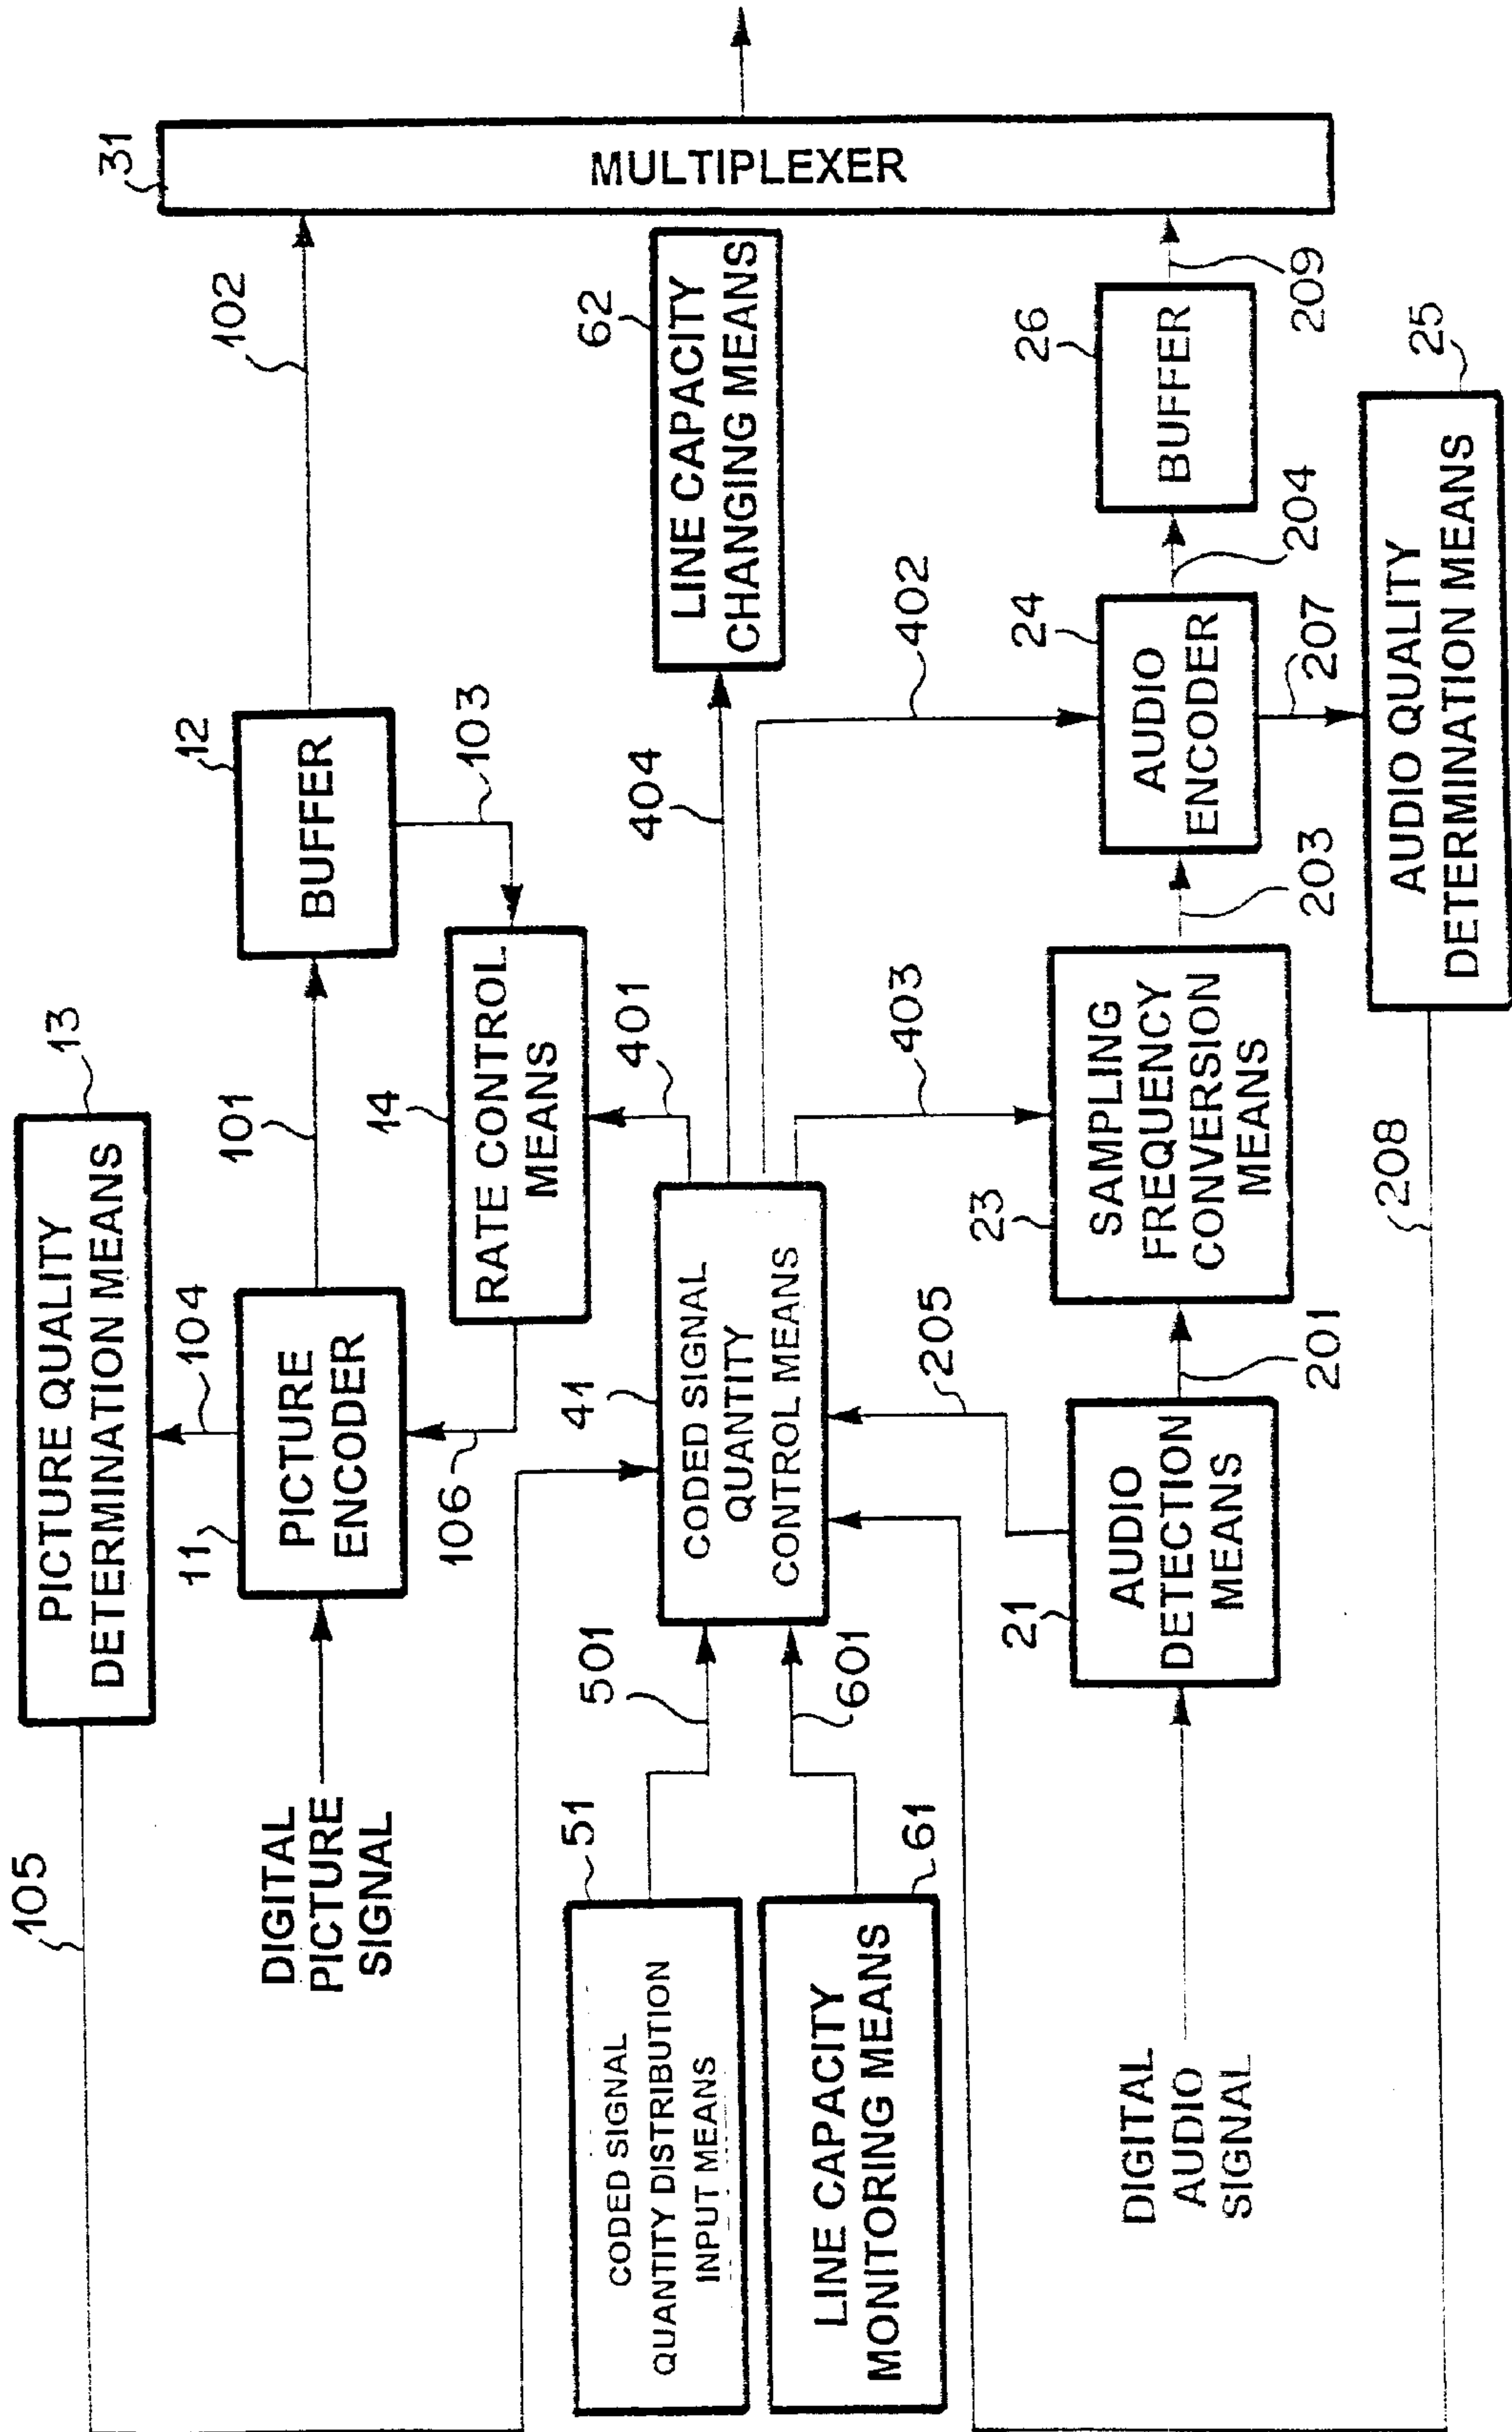 105
PICTURE QUALITY
DETERMINATION MEANS
13
104
101
102
31
DIGITAL
PICTURE
SIGNAL
11
PICTURE
ENCODER
12
BUFFER
103
106
14
RATE CONTROL
MEANS
401
MULTIPLEXER
51
CODED SIGNAL
QUANTITY DISTRIBUTION
INPUT MEANS
501
41
CODED SIGNAL
QUANTITY
CONTROL MEANS
404
62
LINE CAPACITY
CHANGING MEANS
LINE CAPACITY
MONITORING MEANS
61
601
205
403
402
DIGITAL
AUDIO
SIGNAL
21
AUDIO
DETECTION
MEANS
201
23
SAMPLING
FREQUENCY
CONVERSION
MEANS
203
24
AUDIO
ENCODER
204
26
BUFFER
209
207
208
AUDIO QUALITY
DETERMINATION MEANS
25